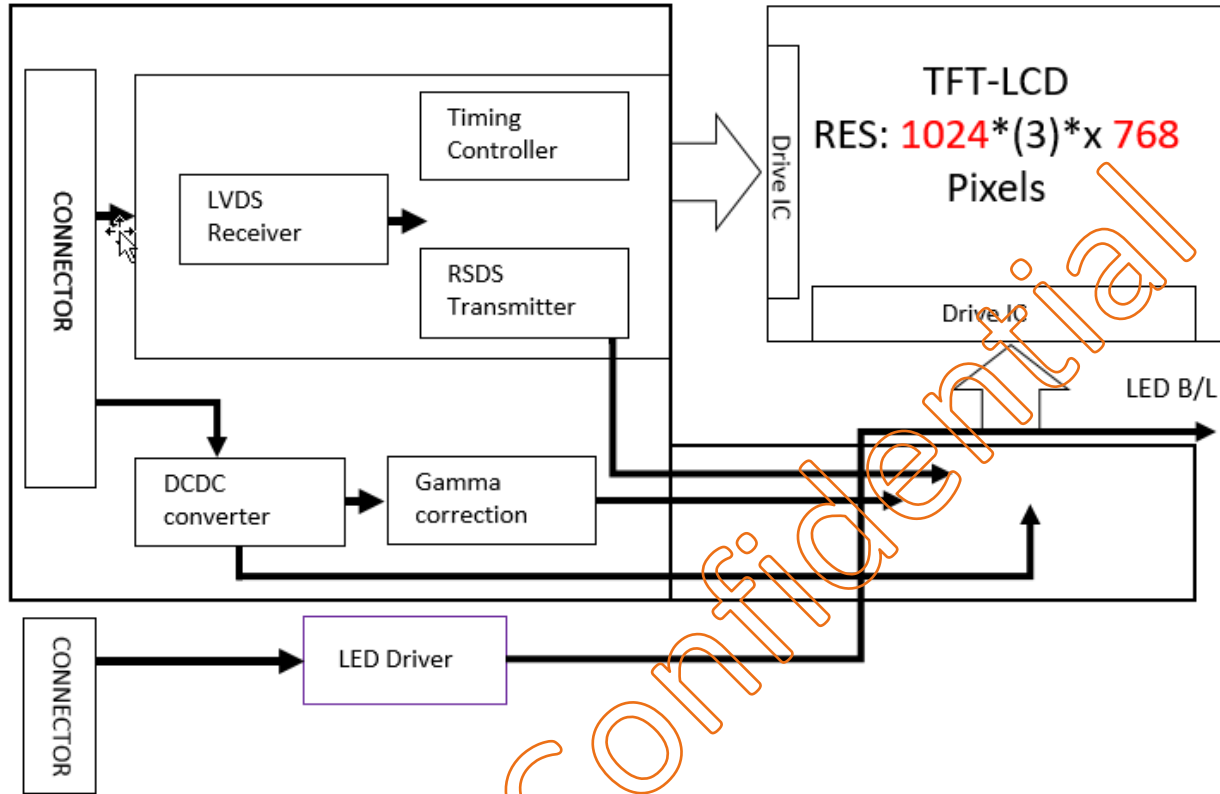 CONNECTOR
Timing
Controller
LVDS
Receiver
RSDS
Transmitter
Drive IC
TFT-LCD
RES: 1024*(3)*x 768
Pixels
Drive IC
LED B/L
DCDC
converter
Gamma
correction
CONNECTOR
LED Driver
Confidential